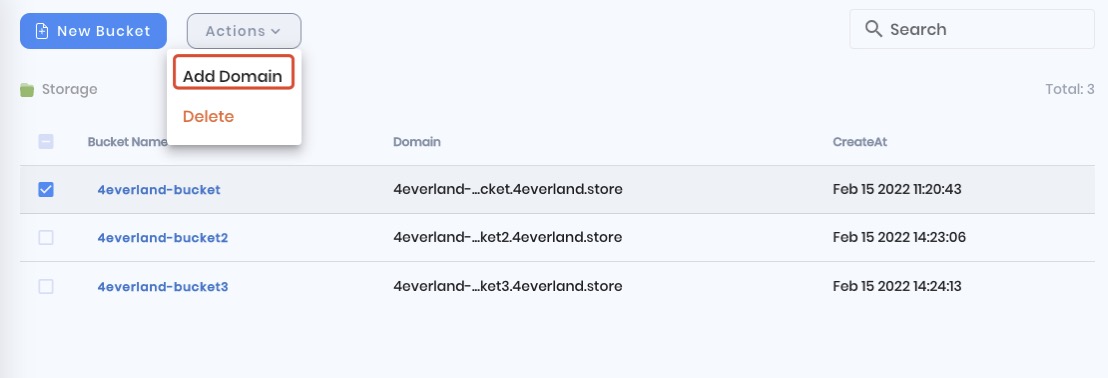 New Bucket
Actions
Search
Add Domain
Storage
Total: 3
Delete
Bucket Name
Domain
CreateAt
4everland-bucket
4everland-...cket.4everland.store
Feb 15 2022 11:20:43
4everland-bucket2
4everland-...ket2.4everland.store
Feb 15 2022 14:23:06
4everland-bucket3
4everland-...ket3.4everland.store
Feb 15 2022 14:24:13